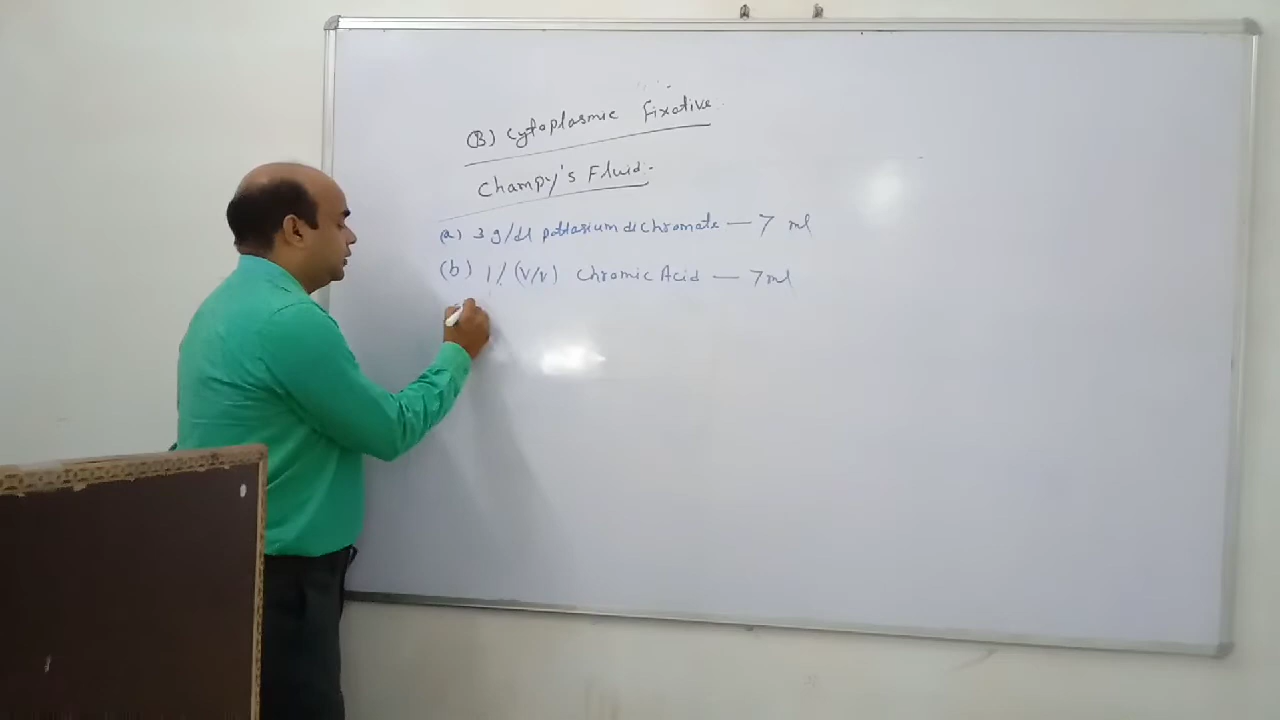 (B) Cytoplasmic Fixative
Champy's Fluid.
(a) 3 g/dl potassium dichromate — 7 ml
(b) 1% (v/v) Chromic Acid — 7 ml